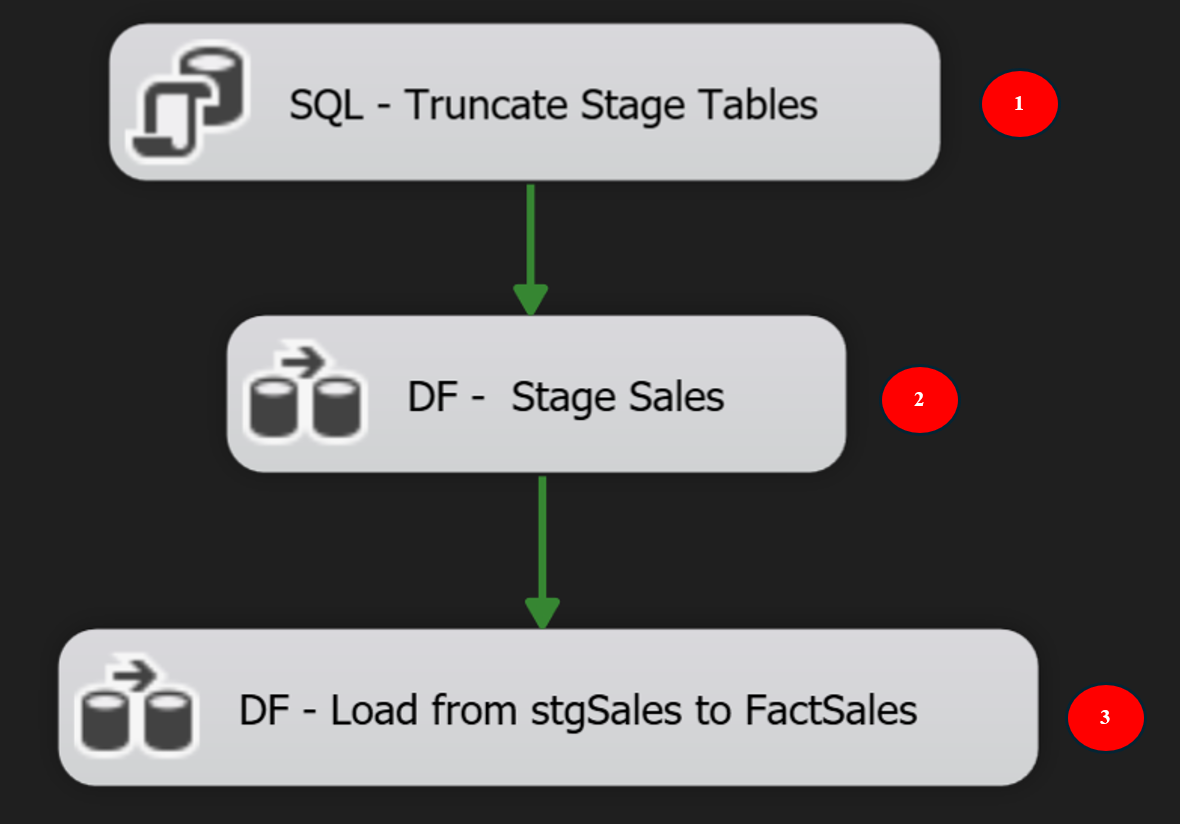 SQL - Truncate Stage Tables
1
DF -  Stage Sales
2
DF - Load from stgSales to FactSales
3